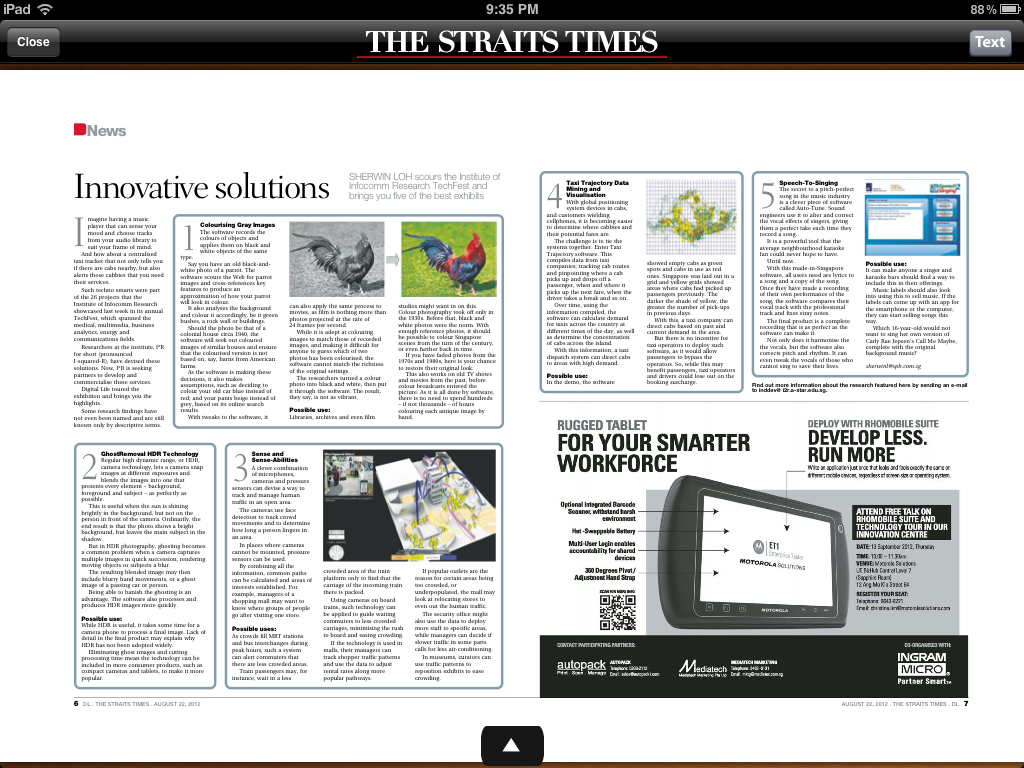 iPad
9:35 PM
88%
Close
THE STRAITS TIMES
Text
News
Innovative solutions
SHERWIN LOH scours the Institute of
Infocomm Research TechFest and
brings you five of the best exhibits
Imagine having a music
player that can sense your
mood and choose tracks
from your audio library to
suit your frame of mind.
And how about a centralised
taxi tracker that not only tells you
if there are cabs nearby, but also
alerts those cabbies that you need
their services.
Such techno smarts were part
of the 26 projects that the
Institute of Infocomm Research
showcased last week in its annual
TechFest, which spanned the
medical, multimedia, business
analytics, energy and
communications fields.
Researchers at the institute, I²R
for short (pronounced
I-squared-R), have devised these
solutions. Now, I²R is seeking
partners to develop and
commercialise these services.
Digital Life toured the
exhibition and brings you the
highlights.
Some research findings have
not even been named and are still
known only by descriptive terms.
1
Colourising Gray Images
The software records the
colours of objects and
applies them on black and
white objects of the same
type.
Say you have an old black-and-
white photo of a parrot. The
software scours the Web for parrot
images and cross-references key
features to produce an
approximation of how your parrot
will look in colour.
It also analyses the background
and colour it accordingly, be it green
bushes, a rock wall or buildings.
Should the photo be that of a
colonial house circa 1940, the
software will seek out coloured
images of similar houses and ensure
that the colourised version is not
based on, say, barns from American
farms.
As the software is making these
decisions, it also makes
assumptions, such as deciding to
colour your old car blue instead of
red; and your pants beige instead of
grey, based on its online search
results.
With tweaks to the software, it
can also apply the same process to
movies, as film is nothing more than
photos projected at the rate of
24 frames per second.
While it is adept at colouring
images to match those of recorded
images, and making it difficult for
anyone to guess which of two
photos has been colourised, the
software cannot match the richness
of the original settings.
The researchers turned a colour
photo into black and white, then put
it through the software. The result,
they say, is not as vibrant.
Possible use:
Libraries, archives and even film
studios might want in on this.
Colour photography took off only in
the 1930s. Before that, black and
white photos were the norm. With
enough reference photos, it should
be possible to colour Singapore
scenes from the turn of the century,
or even further back in time.
If you have faded photos from the
1970s and 1980s, here is your chance
to restore their original look.
This also works on old TV shows
and movies from the past, before
colour broadcasts entered the
picture. As it is all done by software,
there is no need to spend hundreds
– if not thousands – of hours
colouring each antique image by
hand.
2
GhostRemoval HDR Technology
Regular high dynamic range, or HDR,
camera technology, lets a camera snap
images at different exposures and
blends the images into one that
presents every element – background,
foreground and subject – as perfectly as
possible.
This is useful when the sun is shining
brightly in the background, but not on the
person in front of the camera. Ordinarily, the
end result is that the photo shows a bright
background, but leaves the main subject in the
shadow.
But in HDR photography, ghosting becomes
a common problem when a camera captures
multiple images in quick succession, rendering
moving objects or subjects a blur.
The resulting blended image may then
include blurry hand movements, or a ghost
image of a passing car or person.
Being able to banish the ghosting is an
advantage. The software also processes and
produces HDR images more quickly.
Possible use:
While HDR is useful, it takes some time for a
camera phone to process a final image. Lack of
detail in the final product may explain why
HDR has not been adopted widely.
Eliminating ghost images and cutting
processing time mean the technology can be
included in more consumer products, such as
compact cameras and tablets, to make it more
popular.
3
Sense and
Sense-Abilities
A clever combination
of microphones,
cameras and pressure
sensors can devise a way to
track and manage human
traffic in an open area.
The cameras use face
detection to track crowd
movements and to determine
how long a person lingers in
an area.
In places where cameras
cannot be mounted, pressure
sensors can be used.
By combining all the
information, common paths
can be calculated and areas of
interest established. For
example, managers of a
shopping mall may want to
know where groups of people
go after visiting one store.
Possible uses:
As crowds fill MRT stations
and bus interchanges during
peak hours, such a system
can alert commuters that
there are less crowded areas.
Train passengers may, for
instance, wait in a less
crowded area of the train
platform only to find that the
carriage of the incoming train
there is packed.
Using cameras on board
trains, such technology can
be applied to guide waiting
commuters to less crowded
carriages, minimising the rush
to board and easing crowding.
If the technology is used in
malls, their managers can
track shopper traffic patterns
and use the data to adjust
rental rates along more
popular pathways.
If popular outlets are the
reason for certain areas being
too crowded, or
underpopulated, the mall may
look at relocating stores to
even out the human traffic.
The security office might
also use the data to deploy
more staff to specific areas,
while managers can decide if
slower traffic in some parts
calls for less air-conditioning.
In museums, curators can
use traffic patterns to
reposition exhibits to ease
crowding.
4
Taxi Trajectory Data
Mining and
Visualisation
With global positioning
system devices in cabs,
and customers wielding
cellphones, it is becoming easier
to determine where cabbies and
their potential fares are.
The challenge is to tie the
systems together. Enter Taxi
Trajectory software. This
compiles data from taxi
companies; tracking cab routes
and pinpointing where a cab
picks up and drops off a
passenger, when and where it
picks up the next fare, when the
driver takes a break and so on.
Over time, using the
information compiled, the
software can calculate demand
for taxis across the country at
different times of the day, as well
as determine the concentration
of cabs across the island.
With this information, a taxi
dispatch system can direct cabs
to areas with high demand.
Possible use:
In the demo, the software
showed empty cabs as green
spots and cabs in use as red
ones. Singapore was laid out in a
grid and yellow grids showed
areas where cabs had picked up
passengers previously. The
darker the shade of yellow, the
greater the number of pick-ups
in previous days.
With this, a taxi company can
direct cabs based on past and
current demand in an area.
But there is no incentive for
taxi operators to deploy such
software, as it would allow
passengers to bypass the
operators. So, while this may
benefit passengers, taxi operators
and drivers could lose out on the
booking surcharge.
5
Speech-To-Singing
The secret to a pitch-perfect
song in the music industry
is a clever piece of software
called Auto-Tune. Sound
engineers use it to alter and correct
the vocal effects of singers, giving
them a perfect take each time they
record a song.
It is a powerful tool that the
average neighbourhood karaoke
fan could never hope to have.
Until now.
With this made-in-Singapore
software, all users need are lyrics to
a song and a copy of the song.
Once they have made a recording
of their own performance of the
song, the software compares their
vocal track with the professional
track and fixes stray notes.
The final product is a complete
recording that is as perfect as the
software can make it.
Not only does it harmonise the
the vocals, but the software also
corrects pitch and rhythm. It can
even tweak the vocals of those who
cannot sing to save their lives.
Possible use:
It can make anyone a singer and
karaoke bars should find a way to
include this in their offerings.
Music labels should also look
into using this to sell music. If the
labels can come up with an app for
the smartphone or the computer,
they can start selling songs this
way.
Which 16-year-old would not
want to sing her own version of
Carly Rae Jepsen's Call Me Maybe,
complete with the original
background music?
sherwinl@sph.com.sg
Find out more information about the research featured here by sending an e-mail
to inddev@ i2r.a-star.edu.sg.
RUGGED TABLET
FOR YOUR SMARTER
WORKFORCE
DEPLOY WITH RHOMOBILE SUITE
DEVELOP LESS.
RUN MORE
Write an application just once that looks and feels exactly the same on
different mobile devices, regardless of screen size or operating system.
Optional Integrated Barcode
Scanner, withstand harsh
environment
Hot-Swappable Battery
Multi-User Login enables
accountability for shared
devices
360 Degrees Pivot/
Adjustment Hand Strap
SCAN FOR MORE INFO
ET1
Enterprise Tablet
MOTOROLA SOLUTIONS
MOTOROLA
ATTEND FREE TALK ON
RHOMOBILE SUITE AND
TECHNOLOGY TOUR IN OUR
INNOVATION CENTRE
DATE: 13 September 2012, Thursday
TIME: 10.00 – 11.30am
VENUE: Motorola Solutions
UE BizHub Central Level 7
(Sapphire Room)
12 Ang Mo Kio Street 64
REGISTER YOUR SEAT:
CONTACT PARTICIPATING PARTNERS:
autopack
Print . Scan . Manage
AUTOPACK
Mediatech
Mediatech Marketing Pte Ltd
MEDIATECH MARKETING
CO-ORGANISED WITH:
INGRAM
MICRO
Partner Smart™
6 DL . THE STRAITS TIMES . AUGUST 22, 2012
AUGUST 22, 2012 . THE STRAITS TIMES . DL 7